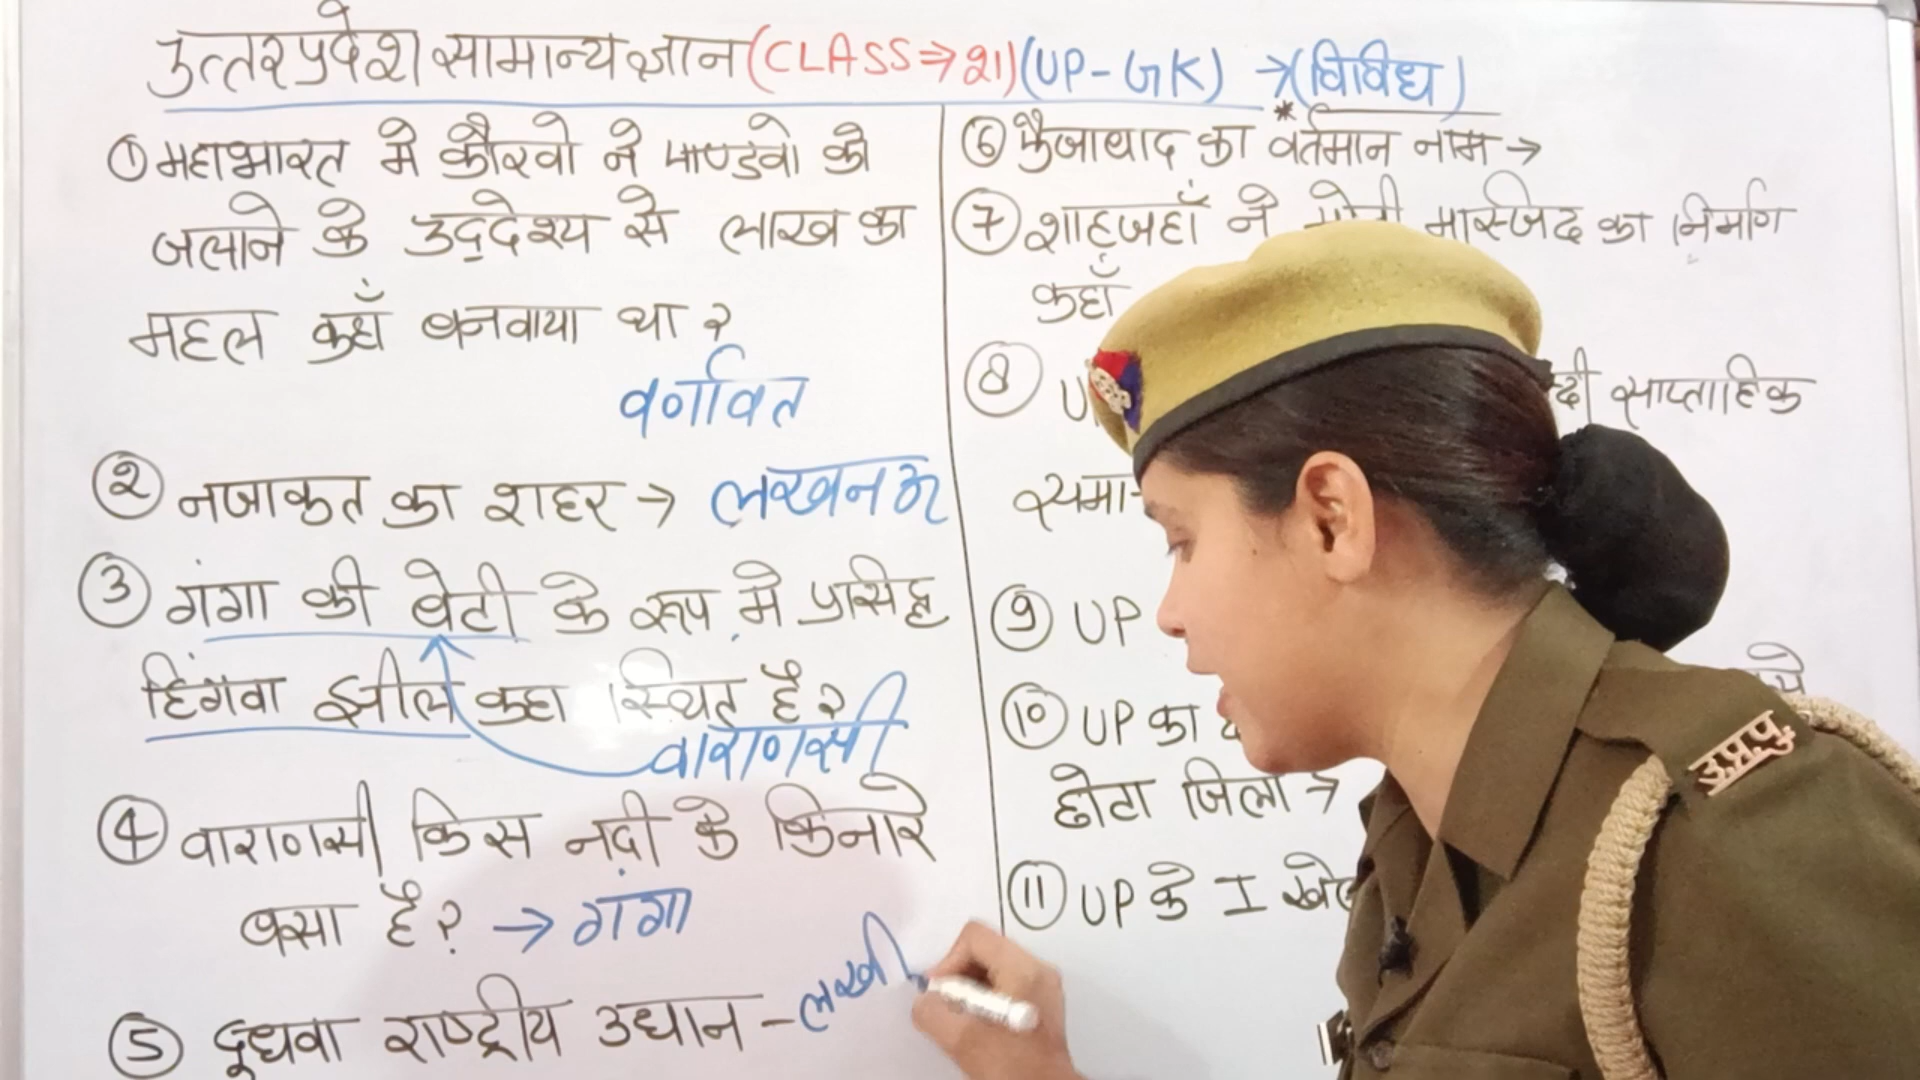 उत्तरप्रदेश सामान्य ज्ञान (CLASS⇒21) (UP-GK) →(विविध)
① महाभारत मे कौरवो ने पाण्डवो को
जलाने के उद्देश्य से लाख का
महल कहाँ बनवाया था ?
वर्णावत
② नजाकत का शहर → लखनऊ
③ गंगा की बेटी के रूप मे प्रसिद्ध
हिंगवा झील कहा स्थित है ?
वाराणसी
④ वाराणसी किस नदी के किनारे
बसा है ? → गंगा
⑤ दुधवा राष्ट्रीय उधान - लखी
⑥ फैजाबाद का *वर्तमान नाम →
⑦ शाहजहाँ ने मस्जिद का निर्माण
कहाँ
⑧ साप्ताहिक
⑨ UP
⑩ UP का
छोटा जिला →
⑪ UP के I
उ.प्र.पु.